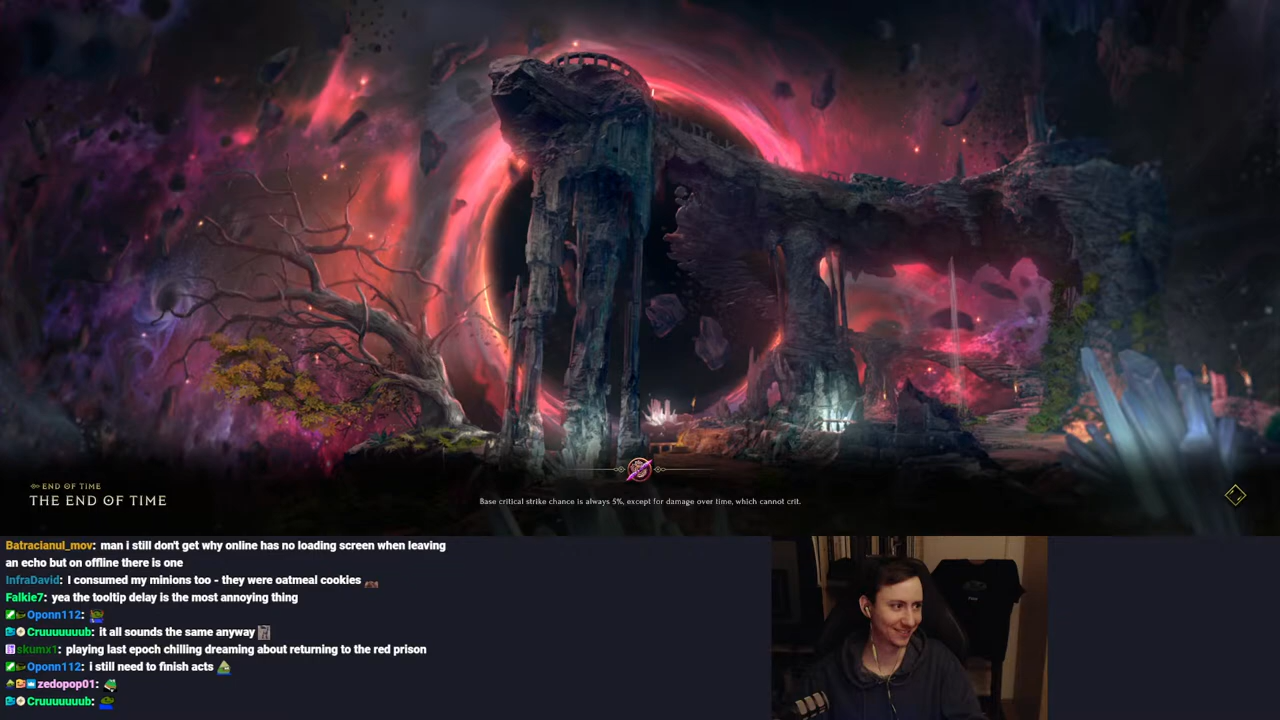 END OF TIME
THE END OF TIME
Base critical strike chance is always 5%, except for damage over time, which cannot crit.
Batracianul_mov: man i still don't get why online has no loading screen when leaving
an echo but on offline there is one
InfraDavid: I consumed my minions too - they were oatmeal cookies
Falkie7: yea the tooltip delay is the most annoying thing
Oponn112:
Cruuuuuuub: it all sounds the same anyway
skumx1: playing last epoch chilling dreaming about returning to the red prison
Oponn112: i still need to finish acts
zedopop01:
Cruuuuuuub: